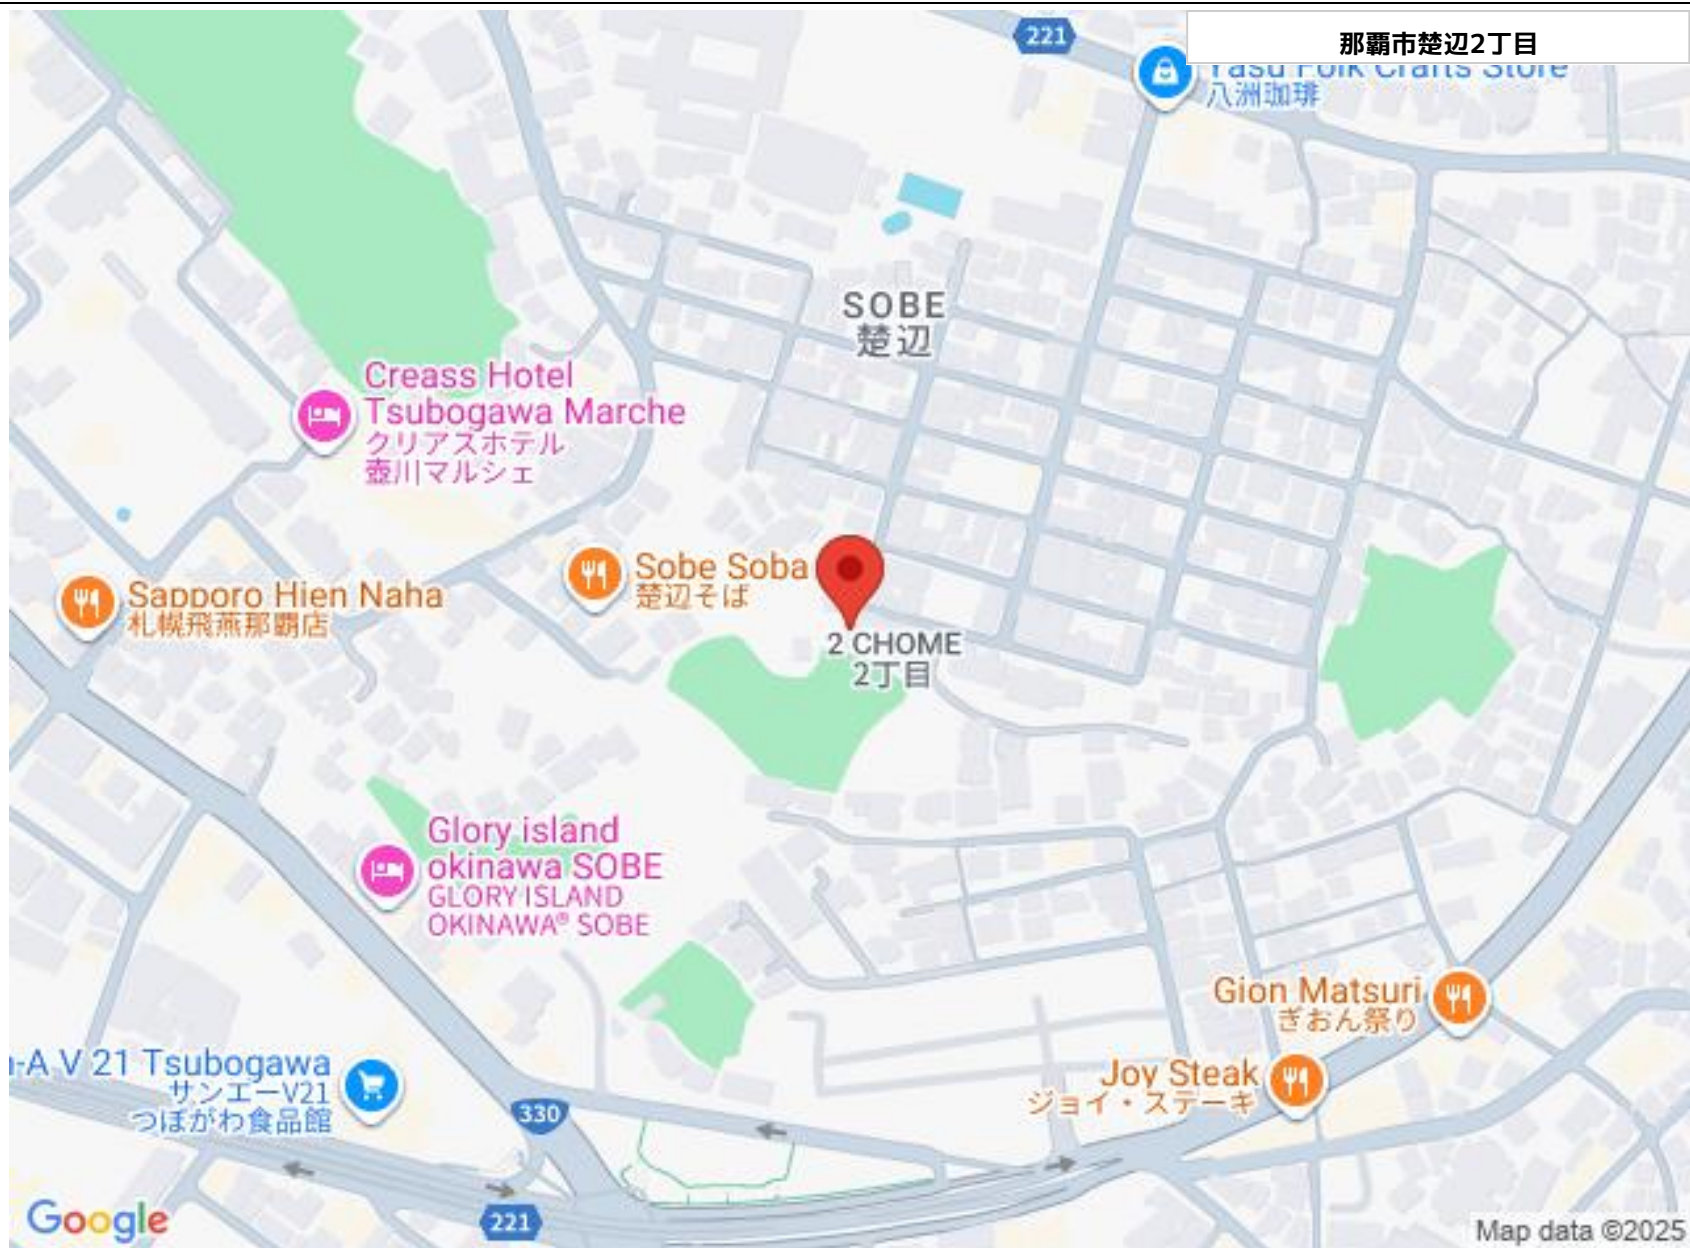 221
那覇市楚辺2丁目
Yasu Folk Crafts Store
八洲珈琲
SOBE
楚辺
Creass Hotel
Tsubogawa Marche
クリアスホテル
壺川マルシェ
Sobe Soba
楚辺そば
Sapporo Hien Naha
札幌飛燕那覇店
2 CHOME
2丁目
Glory island
okinawa SOBE
GLORY ISLAND
OKINAWA® SOBE
Gion Matsuri
ぎおん祭り
-A V 21 Tsubogawa
サンエーV21
つぼがわ食品館
Joy Steak
ジョイ・ステーキ
330
221
Google
Map data ©2025